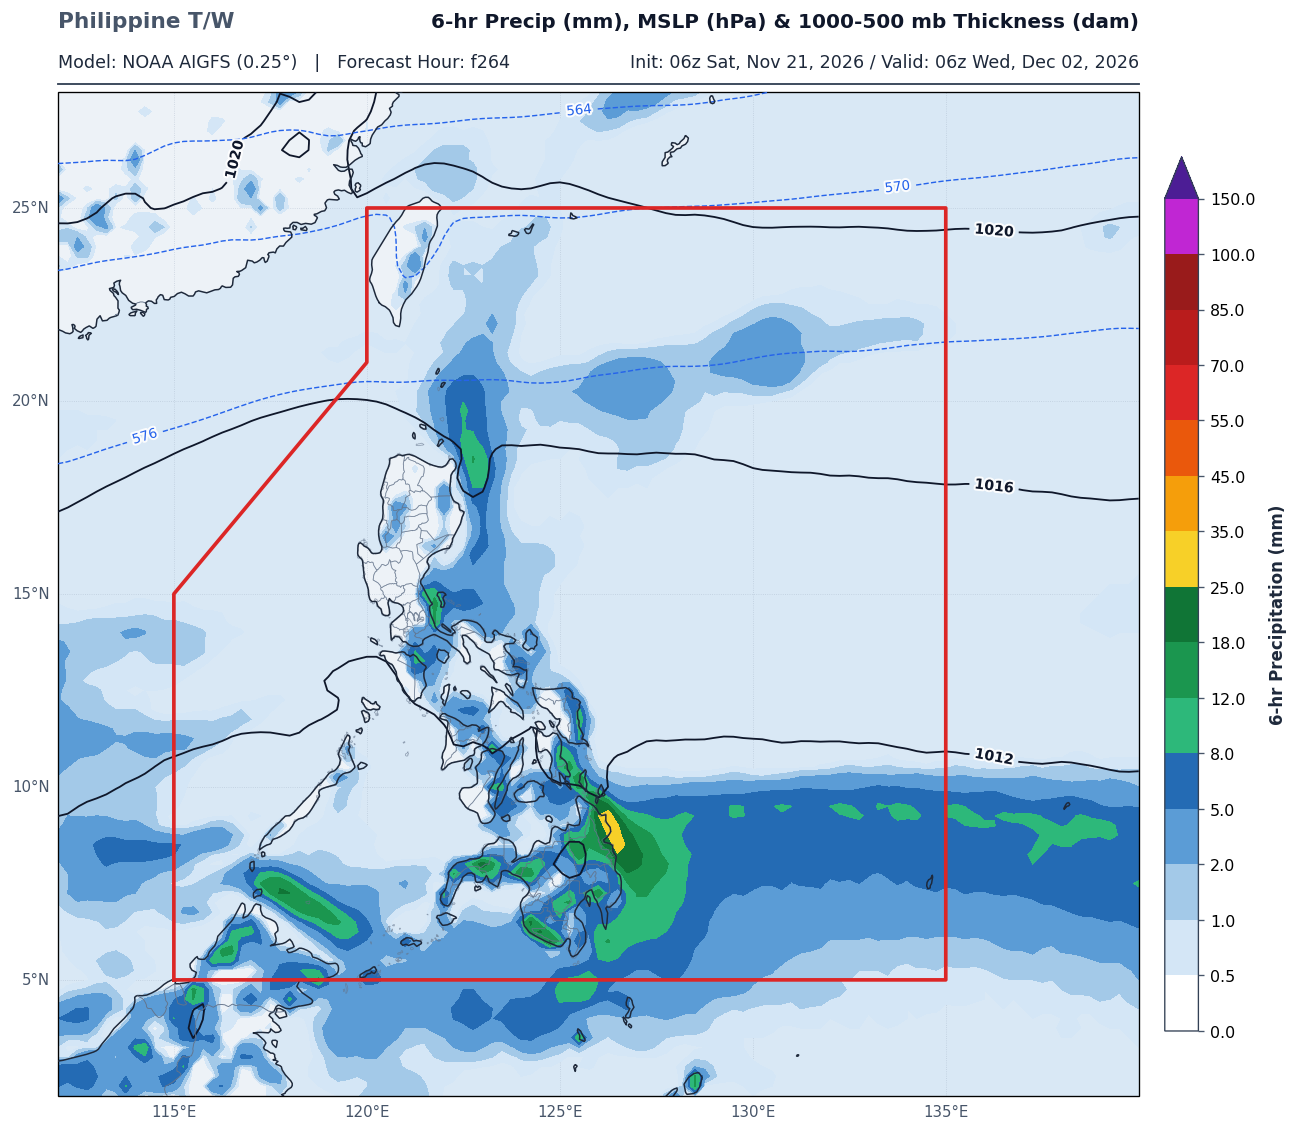 Philippine T/W
6-hr Precip (mm), MSLP (hPa) & 1000-500 mb Thickness (dam)
Model: NOAA AIGFS (0.25°) | Forecast Hour: f264
Init: 06z Sat, Nov 21, 2026 / Valid: 06z Wed, Dec 02, 2026
564
1020
570
25°N
1020
20°N
576
1016
15°N
1012
10°N
5°N
115°E
120°E
125°E
130°E
135°E
150.0
100.0
85.0
70.0
55.0
45.0
35.0
25.0
18.0
12.0
8.0
5.0
2.0
1.0
0.5
0.0
6-hr Precipitation (mm)